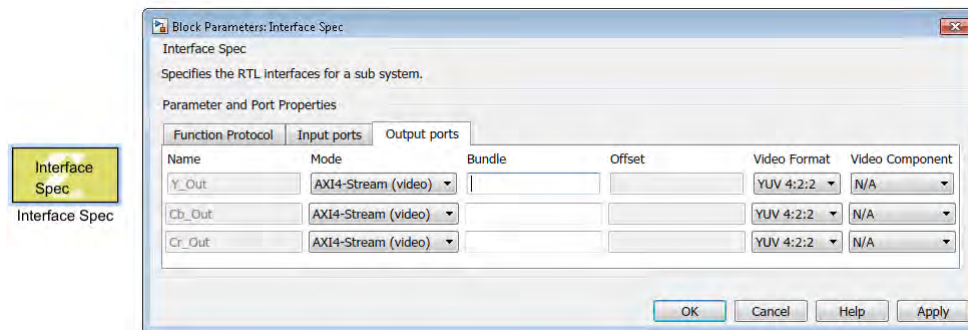 Block Parameters: Interface Spec
Interface Spec
Specifies the RTL interfaces for a sub system.
Parameter and Port Properties
Function Protocol Input ports Output ports
Name Mode Bundle Offset Video Format Video Component
Y_Out AXI4-Stream (video) YUV 4:2:2 N/A
Cb_Out AXI4-Stream (video) YUV 4:2:2 N/A
Cr_Out AXI4-Stream (video) YUV 4:2:2 N/A
OK Cancel Help Apply
Interface
Spec
Interface Spec